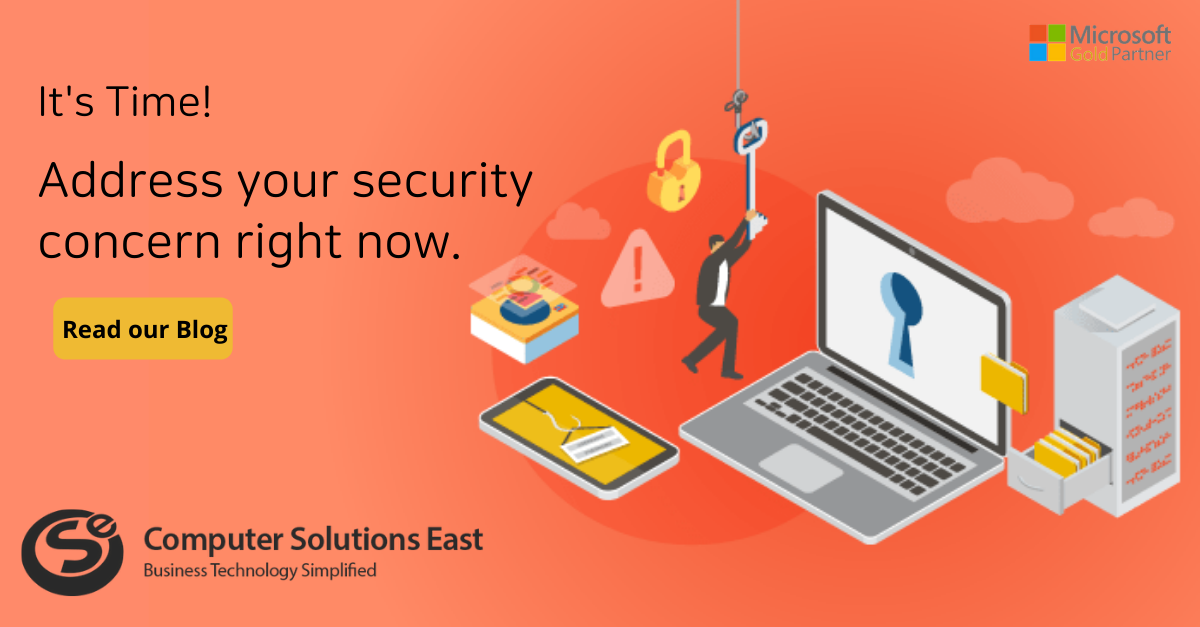 Microsoft
Gold Partner
It's Time!
Address your security
concern right now.
Read our Blog
Computer Solutions East
Business Technology Simplified